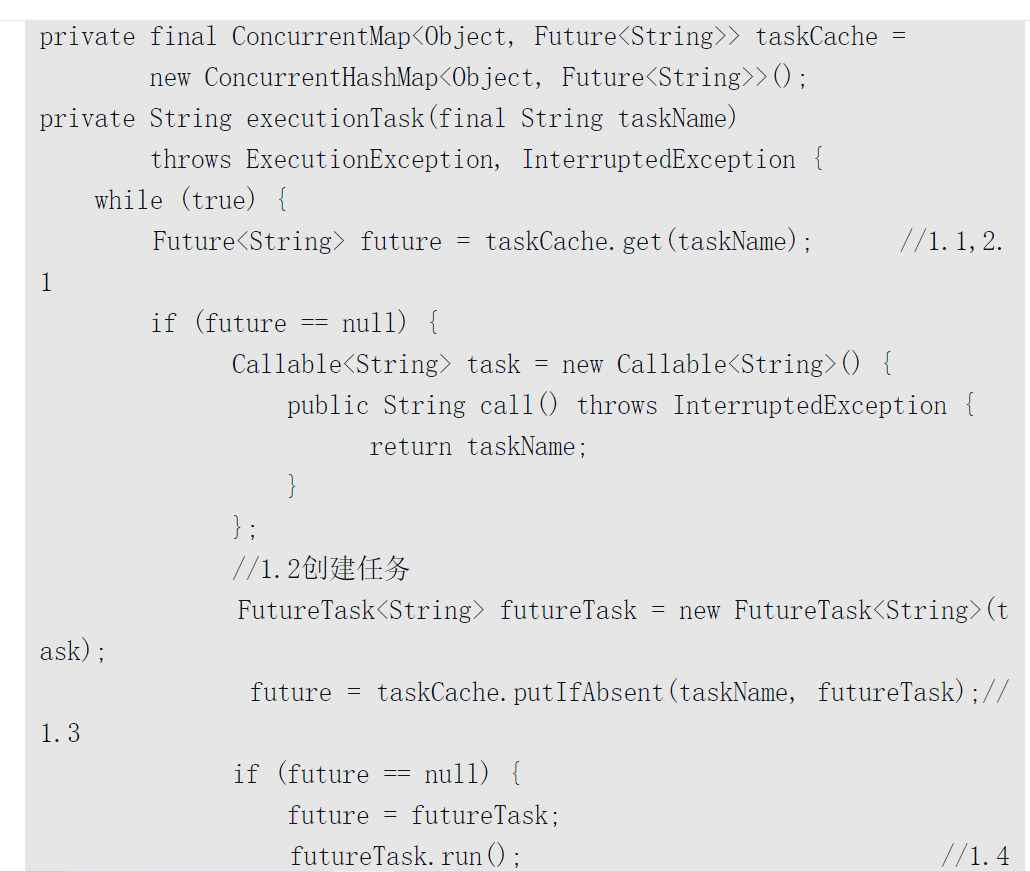 private final ConcurrentMap<Object, Future<String>> taskCache =
new ConcurrentHashMap<Object, Future<String>>();
private String executionTask(final String taskName)
throws ExecutionException, InterruptedException {
while (true) {
Future<String> future = taskCache.get(taskName); //1.1,2.
1
if (future == null) {
Callable<String> task = new Callable<String>() {
public String call() throws InterruptedException {
return taskName;
}
};
//1.2创建任务
FutureTask<String> futureTask = new FutureTask<String>(t
ask);
future = taskCache.putIfAbsent(taskName, futureTask);//
1.3
if (future == null) {
future = futureTask;
futureTask.run(); //1.4